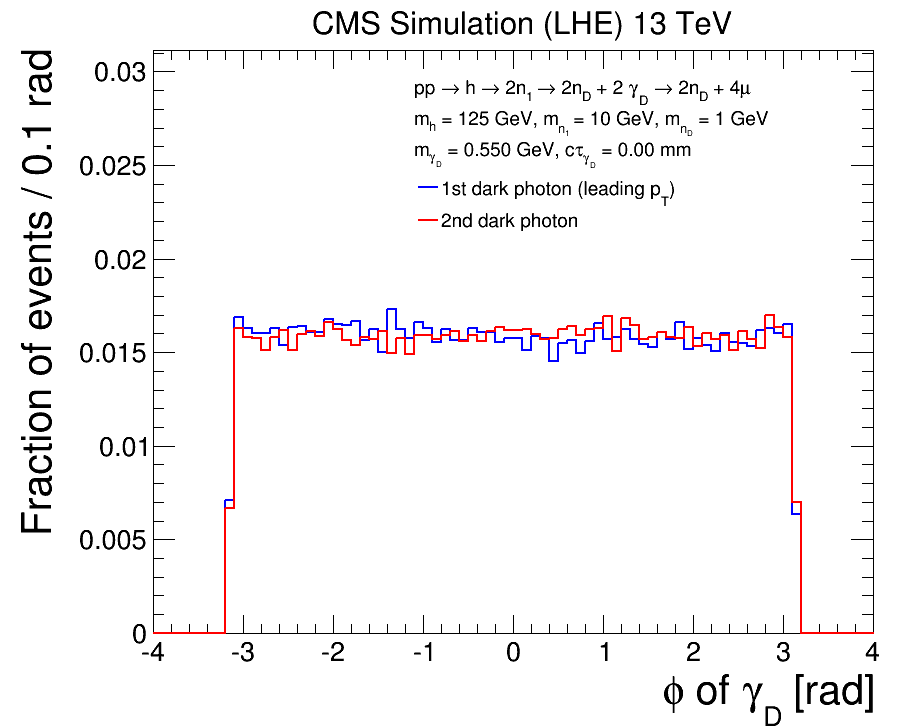 CMS Simulation (LHE) 13 TeV
Fraction of events / 0.1 rad
0.03
0.025
0.02
0.015
0.01
0.005
0
pp → h → 2n₁ → 2n_D + 2 γ_D → 2n_D + 4μ
m_h = 125 GeV, m_n₁ = 10 GeV, m_n_D = 1 GeV
m_γ_D = 0.550 GeV, cτ_γ_D = 0.00 mm
1st dark photon (leading p_T)
2nd dark photon
-4 -3 -2 -1 0 1 2 3 4
ϕ of γ_D [rad]